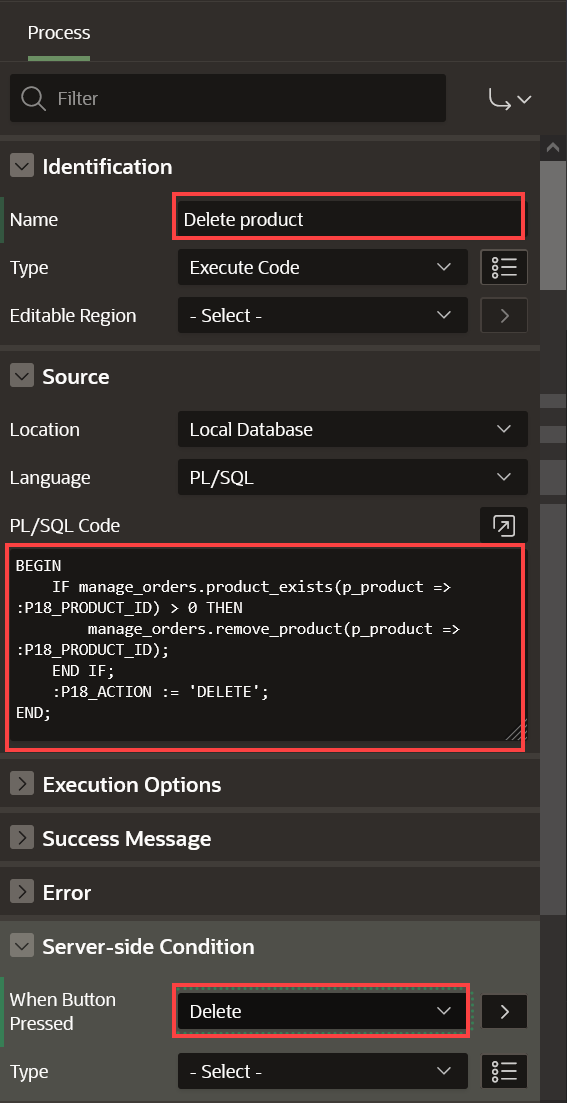 Process
Filter
Identification
Name Delete product
Type Execute Code
Editable Region - Select -
Source
Location Local Database
Language PL/SQL
PL/SQL Code
BEGIN
    IF manage_orders.product_exists(p_product =>
:P18_PRODUCT_ID) > 0 THEN
        manage_orders.remove_product(p_product =>
:P18_PRODUCT_ID);
    END IF;
    :P18_ACTION := 'DELETE';
END;
Execution Options
Success Message
Error
Server-side Condition
When Button
Pressed
Delete
Type - Select -